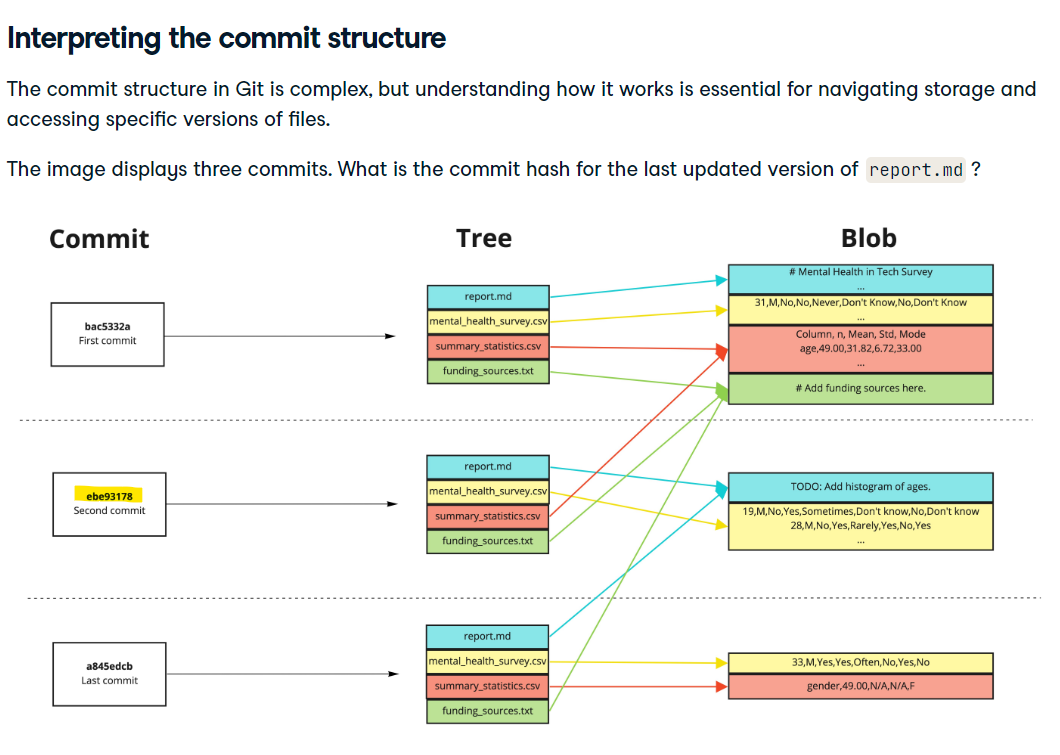 Interpreting the commit structure
The commit structure in Git is complex, but understanding how it works is essential for navigating storage and
accessing specific versions of files.
The image displays three commits. What is the commit hash for the last updated version of report.md ?
Commit
Tree
Blob
bac5332a
First commit
report.md
mental_health_survey.csv
summary_statistics.csv
funding_sources.txt
# Mental Health in Tech Survey
...
31,M,No,No,Never,Don't Know,No,Don't Know
...
Column, n, Mean, Std, Mode
age,49.00,31.82,6.72,33.00
...
# Add funding sources here.
ebe93178
Second commit
report.md
mental_health_survey.csv
summary_statistics.csv
funding_sources.txt
TODO: Add histogram of ages.
19,M,No,Yes,Sometimes,Don't know,No,Don't know
28,M,No,Yes,Rarely,Yes,No,Yes
...
a845edcb
Last commit
report.md
mental_health_survey.csv
summary_statistics.csv
funding_sources.txt
33,M,Yes,Yes,Often,No,Yes,No
gender,49.00,N/A,N/A,F